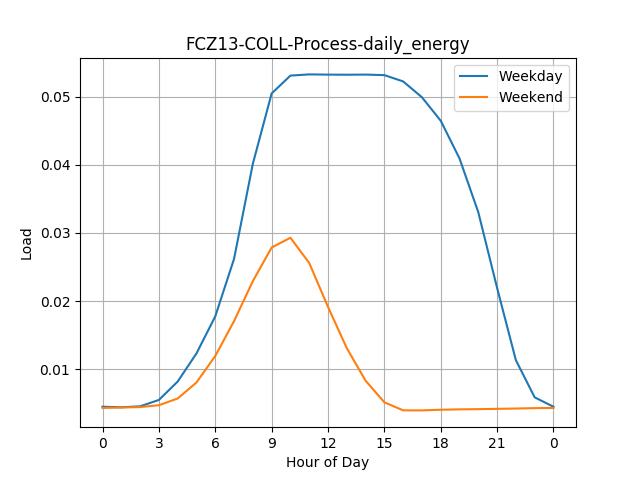 FCZ13-COLL-Process-daily_energy
Weekday
Weekend
0.05
0.04
0.03
0.02
0.01
Load
0 3 6 9 12 15 18 21 0
Hour of Day